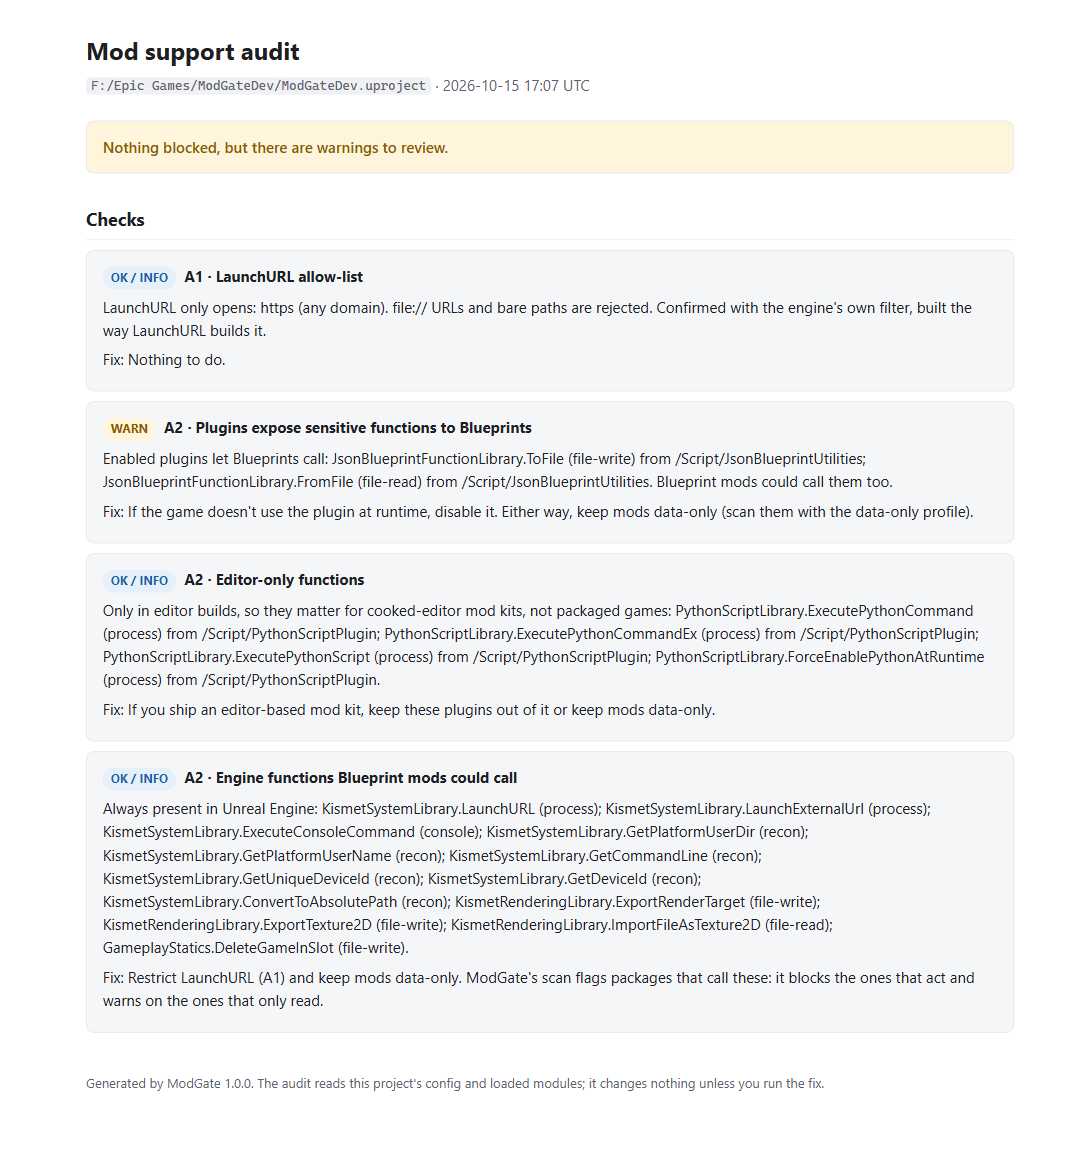 Mod support audit
F:/Epic Games/ModGateDev/ModGateDev.uproject · 2026-10-15 17:07 UTC
Nothing blocked, but there are warnings to review.
Checks
OK / INFO A1 · LaunchURL allow-list
LaunchURL only opens: https (any domain). file:// URLs and bare paths are rejected. Confirmed with the engine's own filter, built the
way LaunchURL builds it.
Fix: Nothing to do.
WARN A2 · Plugins expose sensitive functions to Blueprints
Enabled plugins let Blueprints call: JsonBlueprintFunctionLibrary.ToFile (file-write) from /Script/JsonBlueprintUtilities;
JsonBlueprintFunctionLibrary.FromFile (file-read) from /Script/JsonBlueprintUtilities. Blueprint mods could call them too.
Fix: If the game doesn't use the plugin at runtime, disable it. Either way, keep mods data-only (scan them with the data-only profile).
OK / INFO A2 · Editor-only functions
Only in editor builds, so they matter for cooked-editor mod kits, not packaged games: PythonScriptLibrary.ExecutePythonCommand
(process) from /Script/PythonScriptPlugin; PythonScriptLibrary.ExecutePythonCommandEx (process) from /Script/PythonScriptPlugin;
PythonScriptLibrary.ExecutePythonScript (process) from /Script/PythonScriptPlugin; PythonScriptLibrary.ForceEnablePythonAtRuntime
(process) from /Script/PythonScriptPlugin.
Fix: If you ship an editor-based mod kit, keep these plugins out of it or keep mods data-only.
OK / INFO A2 · Engine functions Blueprint mods could call
Always present in Unreal Engine: KismetSystemLibrary.LaunchURL (process); KismetSystemLibrary.LaunchExternalUrl (process);
KismetSystemLibrary.ExecuteConsoleCommand (console); KismetSystemLibrary.GetPlatformUserDir (recon);
KismetSystemLibrary.GetPlatformUserName (recon); KismetSystemLibrary.GetCommandLine (recon);
KismetSystemLibrary.GetUniqueDeviceId (recon); KismetSystemLibrary.GetDeviceId (recon);
KismetSystemLibrary.ConvertToAbsolutePath (recon); KismetRenderingLibrary.ExportRenderTarget (file-write);
KismetRenderingLibrary.ExportTexture2D (file-write); KismetRenderingLibrary.ImportFileAsTexture2D (file-read);
GameplayStatics.DeleteGameInSlot (file-write).
Fix: Restrict LaunchURL (A1) and keep mods data-only. ModGate's scan flags packages that call these: it blocks the ones that act and
warns on the ones that only read.
Generated by ModGate 1.0.0. The audit reads this project's config and loaded modules; it changes nothing unless you run the fix.